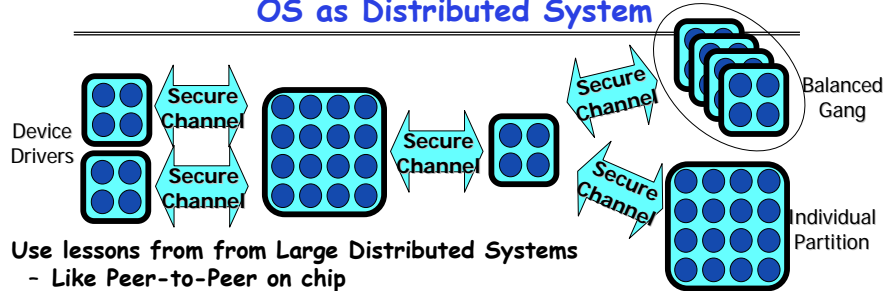 OS as Distributed System
Secure
Channel
Secure
Channel
Balanced
Gang
Device
Drivers
Secure
Channel
Secure
Channel
Secure
Channel
Individual
Partition
Use lessons from from Large Distributed Systems
– Like Peer-to-Peer on chip